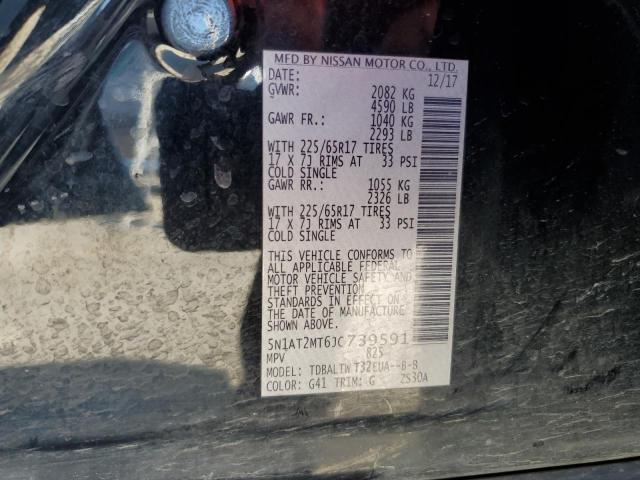 MFD BY NISSAN MOTOR CO., LTD.
DATE: 12/17
GVWR: 2082 KG
4590 LB
GAWR FR.: 1040 KG
2293 LB
WITH 225/65R17 TIRES
17 X 7J RIMS AT 33 PSI
COLD SINGLE
GAWR RR.: 1055 KG
2326 LB
WITH 225/65R17 TIRES
17 X 7J RIMS AT 33 PSI
COLD SINGLE
THIS VEHICLE CONFORMS TO
ALL APPLICABLE FEDERAL
MOTOR VEHICLE SAFETY AND
THEFT PREVENTION
STANDARDS IN EFFECT ON
THE DATE OF MANUFACTURE
SHOWN ABOVE.
5N1AT2MT6JC739591
MPV 825
MODEL: TDBALTW T32EUA--B-B
COLOR: G41 TRIM: G 2S30A